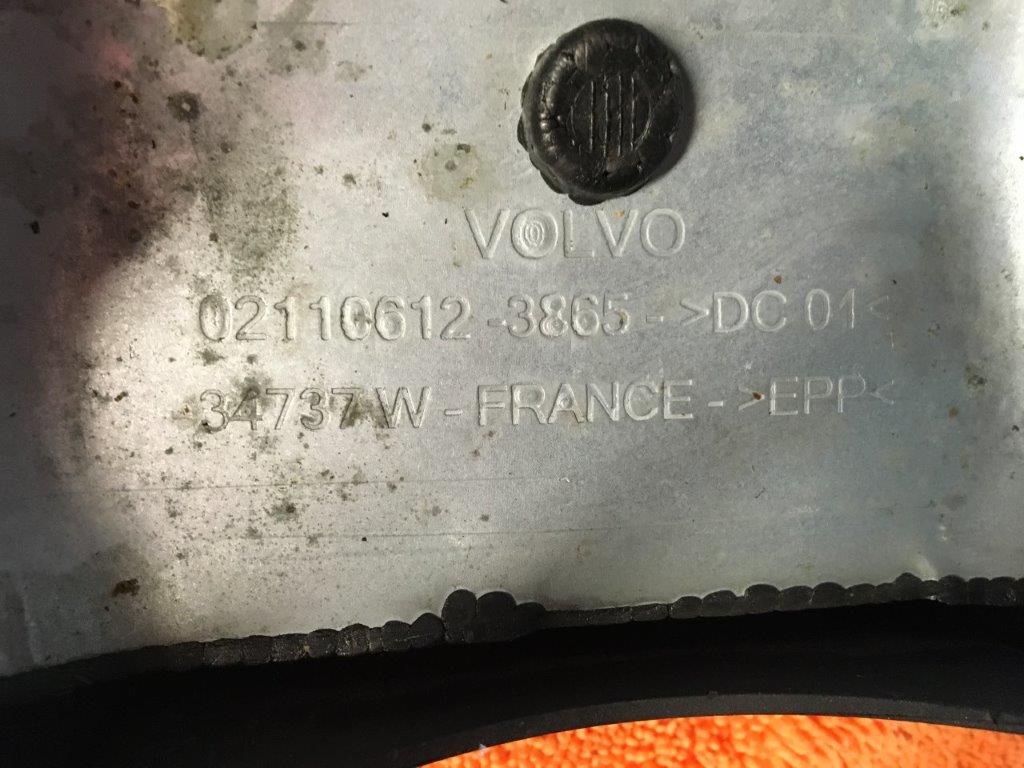 VOLVO
02110612 - 3865 - >DC 01<
34737 W - FRANCE - >EPP<